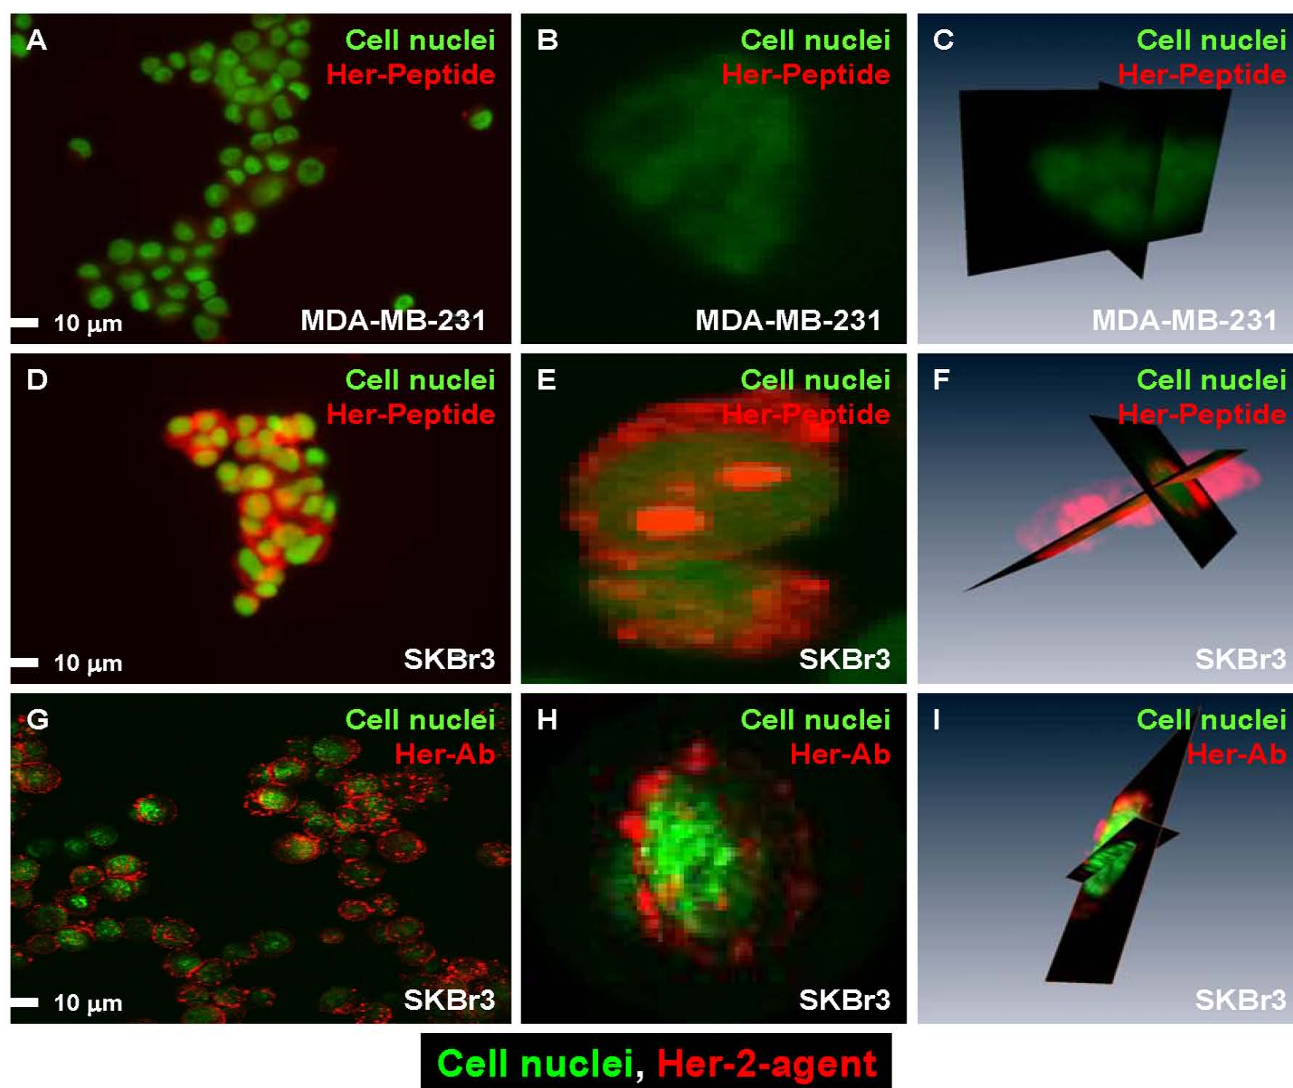 A
Cell nuclei
Her-Peptide
10 μm
MDA-MB-231
B
Cell nuclei
Her-Peptide
MDA-MB-231
C
Cell nuclei
Her-Peptide
MDA-MB-231
D
Cell nuclei
Her-Peptide
10 μm
SKBr3
E
Cell nuclei
Her-Peptide
SKBr3
F
Cell nuclei
Her-Peptide
SKBr3
G
Cell nuclei
Her-Ab
10 μm
SKBr3
H
Cell nuclei
Her-Ab
SKBr3
I
Cell nuclei
Her-Ab
SKBr3
Cell nuclei, Her-2-agent